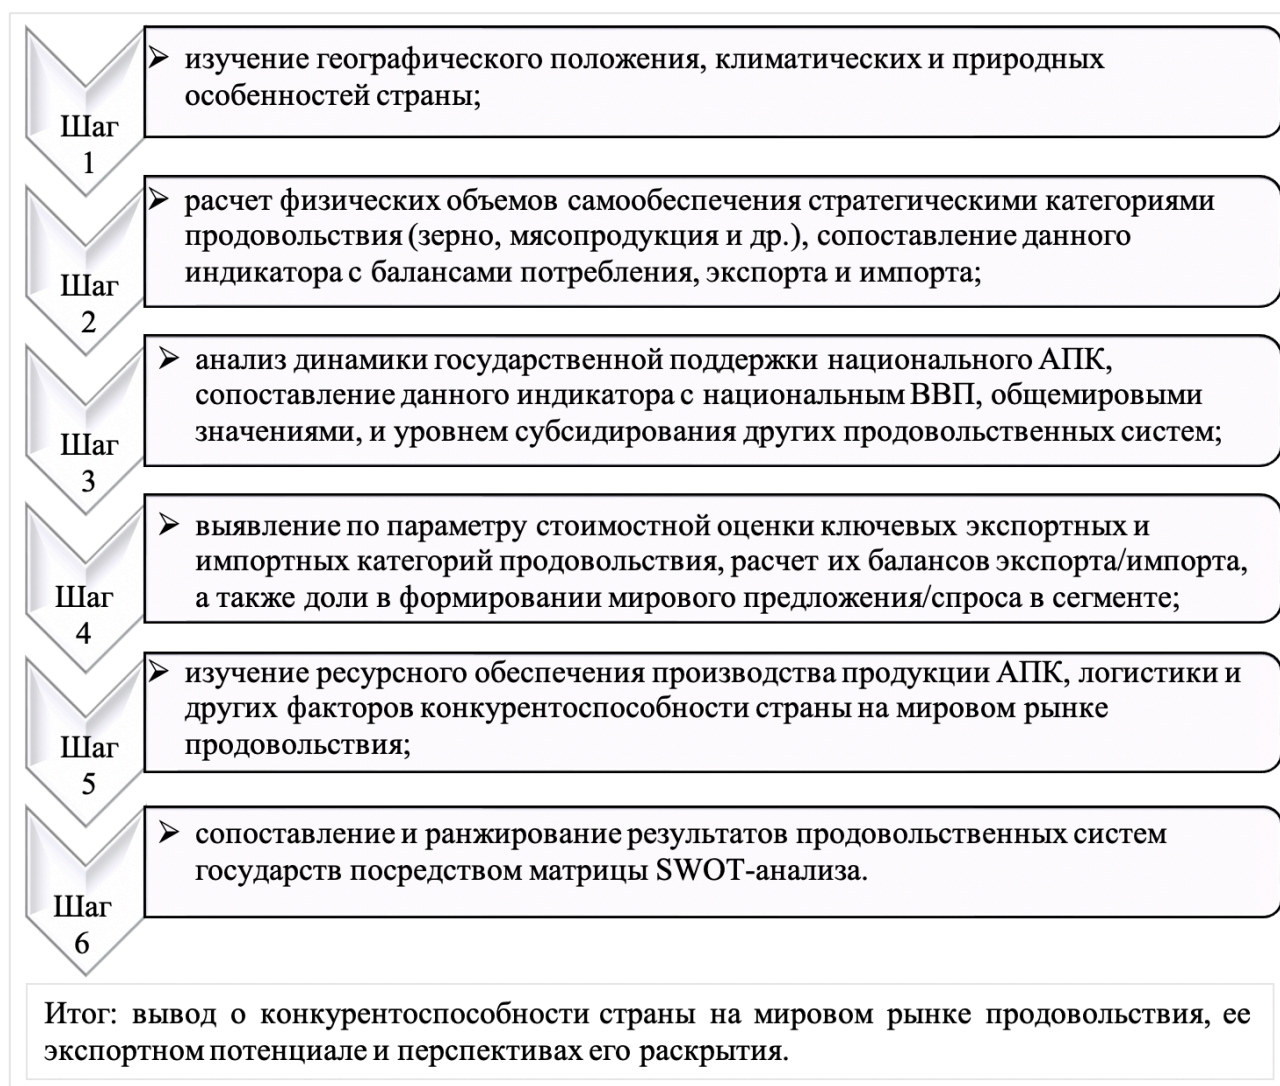 Шаг
1
➢ изучение географического положения, климатических и природных
особенностей страны;
Шаг
2
➢ расчет физических объемов самообеспечения стратегическими категориями
продовольствия (зерно, мясопродукция и др.), сопоставление данного
индикатора с балансами потребления, экспорта и импорта;
Шаг
3
➢ анализ динамики государственной поддержки национального АПК,
сопоставление данного индикатора с национальным ВВП, общемировыми
значениями, и уровнем субсидирования других продовольственных систем;
Шаг
4
➢ выявление по параметру стоимостной оценки ключевых экспортных и
импортных категорий продовольствия, расчет их балансов экспорта/импорта,
а также доли в формировании мирового предложения/спроса в сегменте;
Шаг
5
➢ изучение ресурсного обеспечения производства продукции АПК, логистики и
других факторов конкурентоспособности страны на мировом рынке
продовольствия;
Шаг
6
➢ сопоставление и ранжирование результатов продовольственных систем
государств посредством матрицы SWOT-анализа.
Итог: вывод о конкурентоспособности страны на мировом рынке продовольствия, ее
экспортном потенциале и перспективах его раскрытия.